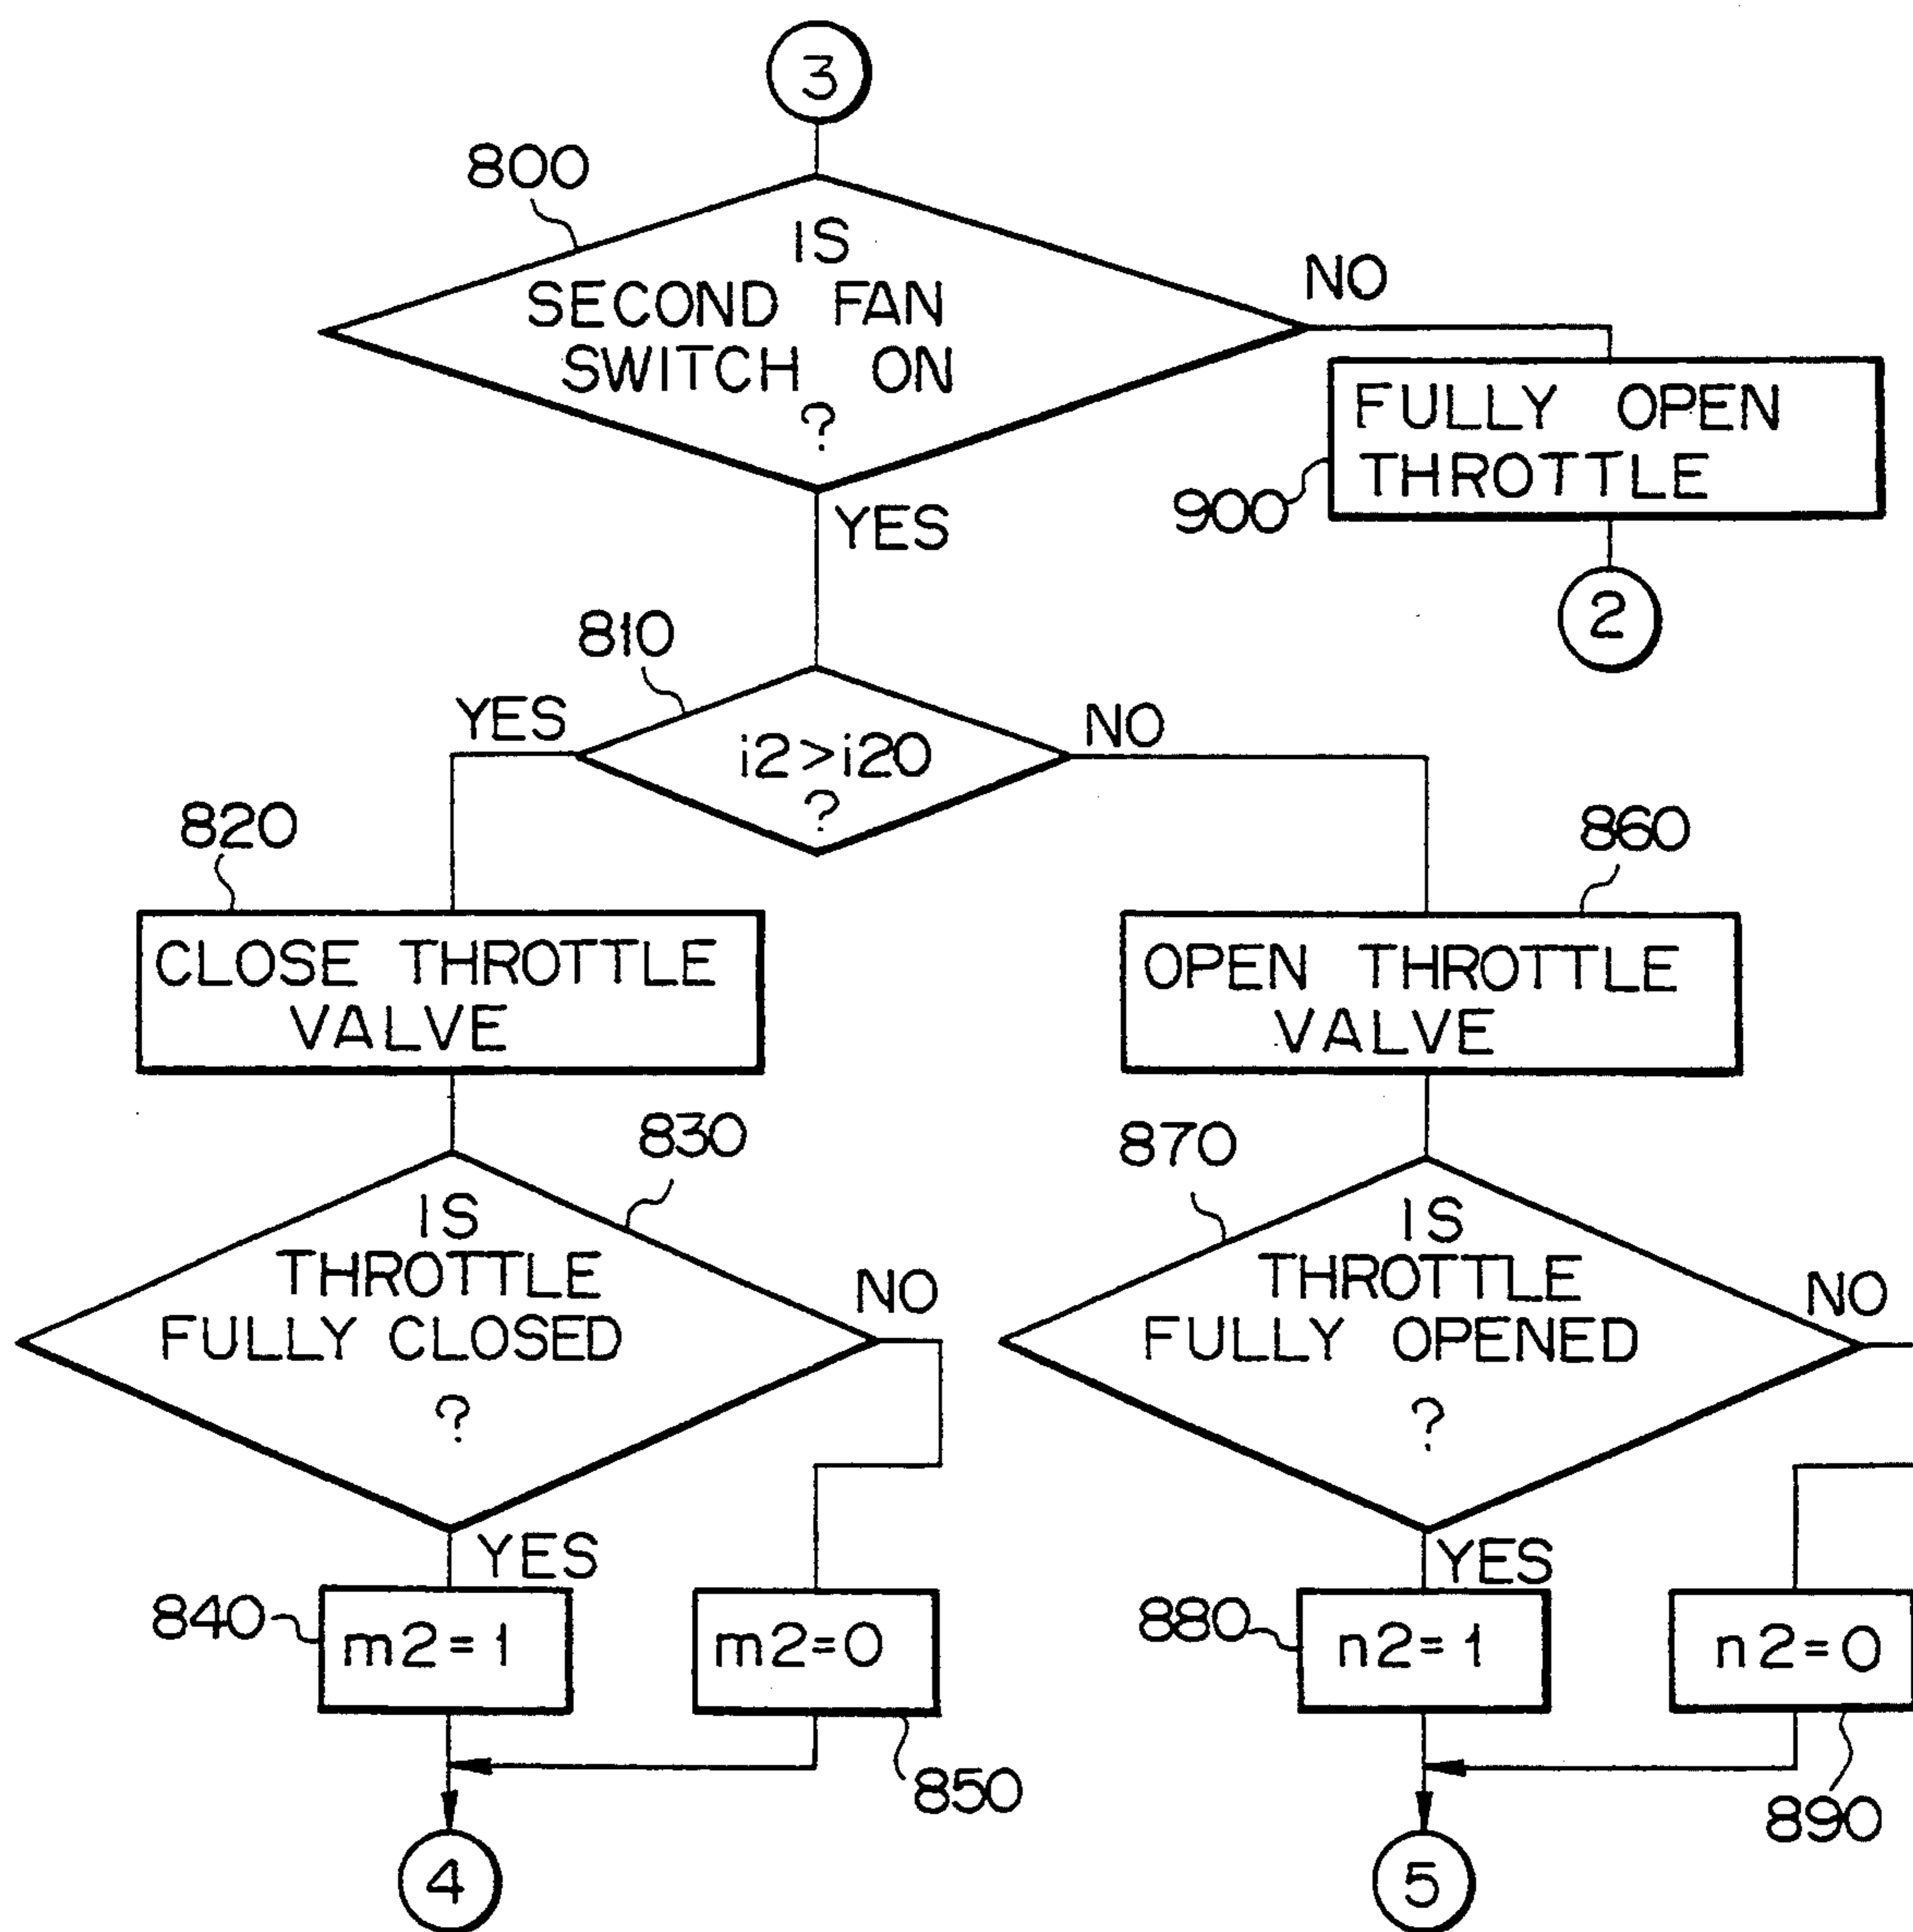 3
800
IS
SECOND FAN
SWITCH ON
?
NO
FULLY OPEN
THROTTLE
900
2
YES
810
YES
i2>i20
?
NO
820
CLOSE THROTTLE
VALVE
860
OPEN THROTTLE
VALVE
830
IS
THROTTLE
FULLY CLOSED
?
NO
870
IS
THROTTLE
FULLY OPENED
?
NO
YES
840
m2=1
m2=0
850
4
YES
880
n2=1
n2=0
890
5